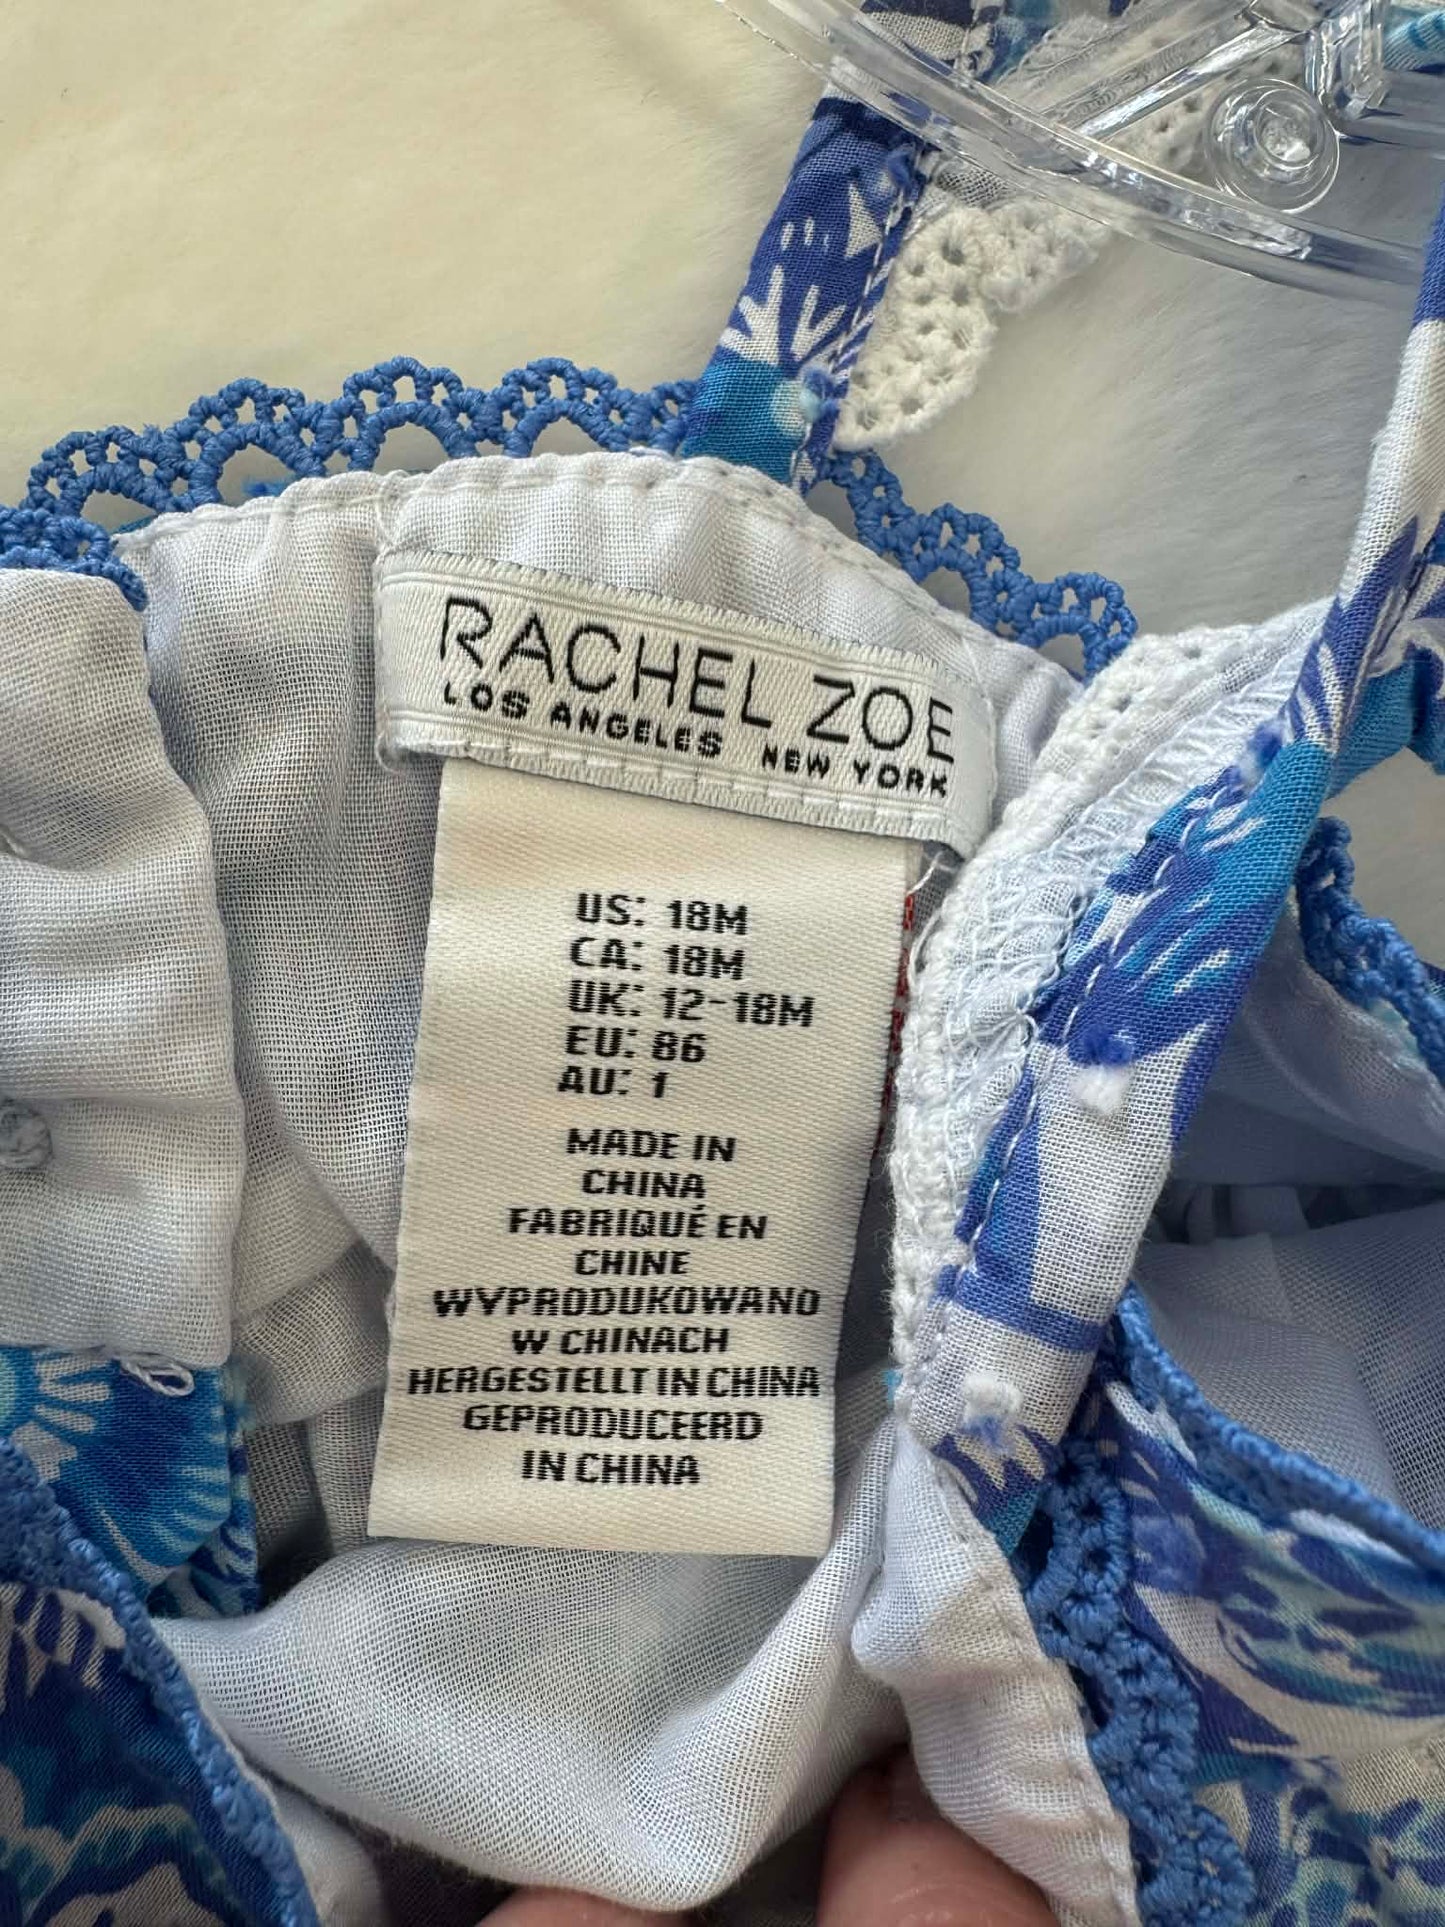 RACHEL ZOE
LOS ANGELES NEW YORK
US: 18M
CA: 18M
UK: 12-18M
EU: 86
AU: 1
MADE IN
CHINA
FABRIQUÉ EN
CHINE
WYPRODUKOWANO
W CHINACH
HERGESTELLT IN CHINA
GEPRODUCEERD
IN CHINA